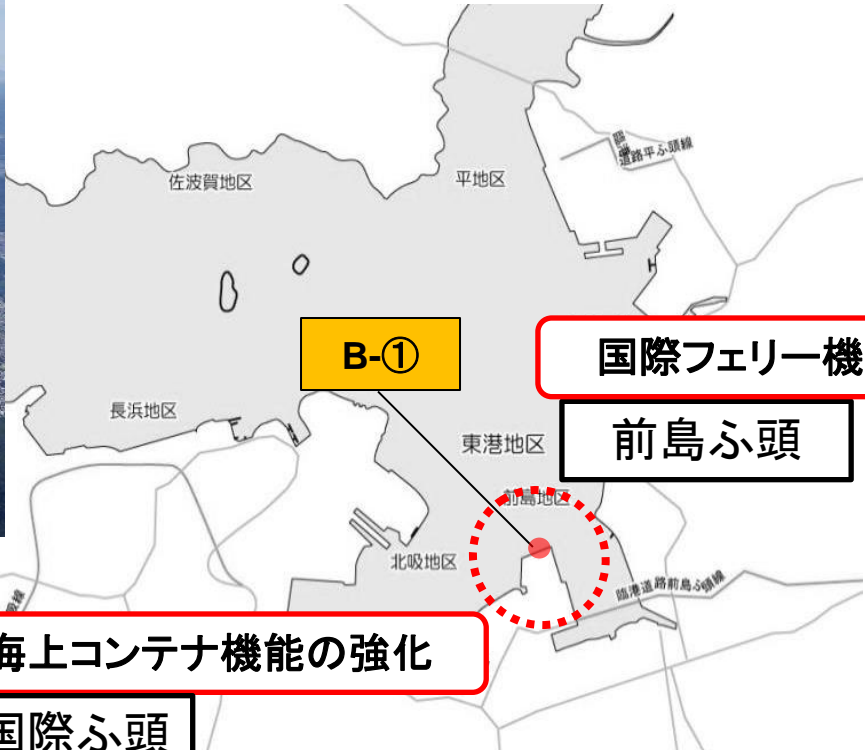 臨港
道路平ふ頭線
佐波賀地区
平地区
B-①
国際フェリー機
前島ふ頭
長浜地区
東港地区
前島地区
北吸地区
臨港道路前島ふ頭線
吸線
海上コンテナ機能の強化
国際ふ頭